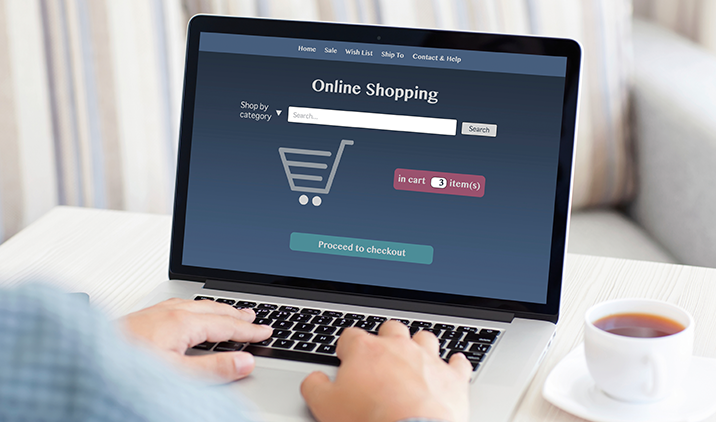 Home Sale Wish List Ship To Contact & Help
Online Shopping
Shop by
category
Search...
Search
in cart 3 item(s)
Proceed to checkout